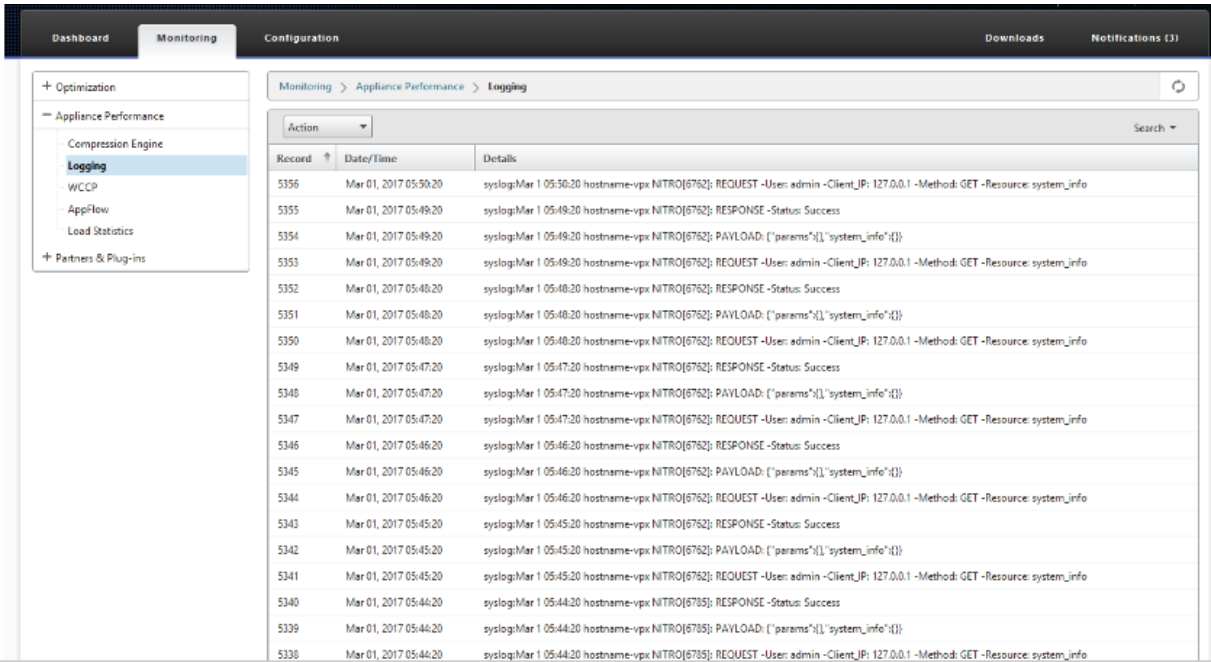 Dashboard Monitoring Configuration Downloads Notifications (3)
+ Optimization
− Appliance Performance
Compression Engine
Logging
WCCP
AppFlow
Load Statistics
+ Partners & Plug-ins
Monitoring > Appliance Performance > Logging
Action Search
Record Date/Time Details
5356 Mar 01, 2017 05:50:20 syslog:Mar 1 05:50:20 hostname-vpx NITRO[6762]: REQUEST -User: admin -Client_IP: 127.0.0.1 -Method: GET -Resource: system_info
5355 Mar 01, 2017 05:49:20 syslog:Mar 1 05:49:20 hostname-vpx NITRO[6762]: RESPONSE -Status: Success
5354 Mar 01, 2017 05:49:20 syslog:Mar 1 05:49:20 hostname-vpx NITRO[6762]: PAYLOAD: {"params":{},"system_info":{}}
5353 Mar 01, 2017 05:49:20 syslog:Mar 1 05:49:20 hostname-vpx NITRO[6762]: REQUEST -User: admin -Client_IP: 127.0.0.1 -Method: GET -Resource: system_info
5352 Mar 01, 2017 05:48:20 syslog:Mar 1 05:48:20 hostname-vpx NITRO[6762]: RESPONSE -Status: Success
5351 Mar 01, 2017 05:48:20 syslog:Mar 1 05:48:20 hostname-vpx NITRO[6762]: PAYLOAD: {"params":{},"system_info":{}}
5350 Mar 01, 2017 05:48:20 syslog:Mar 1 05:48:20 hostname-vpx NITRO[6762]: REQUEST -User: admin -Client_IP: 127.0.0.1 -Method: GET -Resource: system_info
5349 Mar 01, 2017 05:47:20 syslog:Mar 1 05:47:20 hostname-vpx NITRO[6762]: RESPONSE -Status: Success
5348 Mar 01, 2017 05:47:20 syslog:Mar 1 05:47:20 hostname-vpx NITRO[6762]: PAYLOAD: {"params":{},"system_info":{}}
5347 Mar 01, 2017 05:47:20 syslog:Mar 1 05:47:20 hostname-vpx NITRO[6762]: REQUEST -User: admin -Client_IP: 127.0.0.1 -Method: GET -Resource: system_info
5346 Mar 01, 2017 05:46:20 syslog:Mar 1 05:46:20 hostname-vpx NITRO[6762]: RESPONSE -Status: Success
5345 Mar 01, 2017 05:46:20 syslog:Mar 1 05:46:20 hostname-vpx NITRO[6762]: PAYLOAD: {"params":{},"system_info":{}}
5344 Mar 01, 2017 05:46:20 syslog:Mar 1 05:46:20 hostname-vpx NITRO[6762]: REQUEST -User: admin -Client_IP: 127.0.0.1 -Method: GET -Resource: system_info
5343 Mar 01, 2017 05:45:20 syslog:Mar 1 05:45:20 hostname-vpx NITRO[6762]: RESPONSE -Status: Success
5342 Mar 01, 2017 05:45:20 syslog:Mar 1 05:45:20 hostname-vpx NITRO[6762]: PAYLOAD: {"params":{},"system_info":{}}
5341 Mar 01, 2017 05:45:20 syslog:Mar 1 05:45:20 hostname-vpx NITRO[6762]: REQUEST -User: admin -Client_IP: 127.0.0.1 -Method: GET -Resource: system_info
5340 Mar 01, 2017 05:44:20 syslog:Mar 1 05:44:20 hostname-vpx NITRO[6785]: RESPONSE -Status: Success
5339 Mar 01, 2017 05:44:20 syslog:Mar 1 05:44:20 hostname-vpx NITRO[6785]: PAYLOAD: {"params":{},"system_info":{}}
5338 Mar 01, 2017 05:44:20 syslog:Mar 1 05:44:20 hostname-vpx NITRO[6785]: REQUEST -User: admin -Client_IP: 127.0.0.1 -Method: GET -Resource: system_info